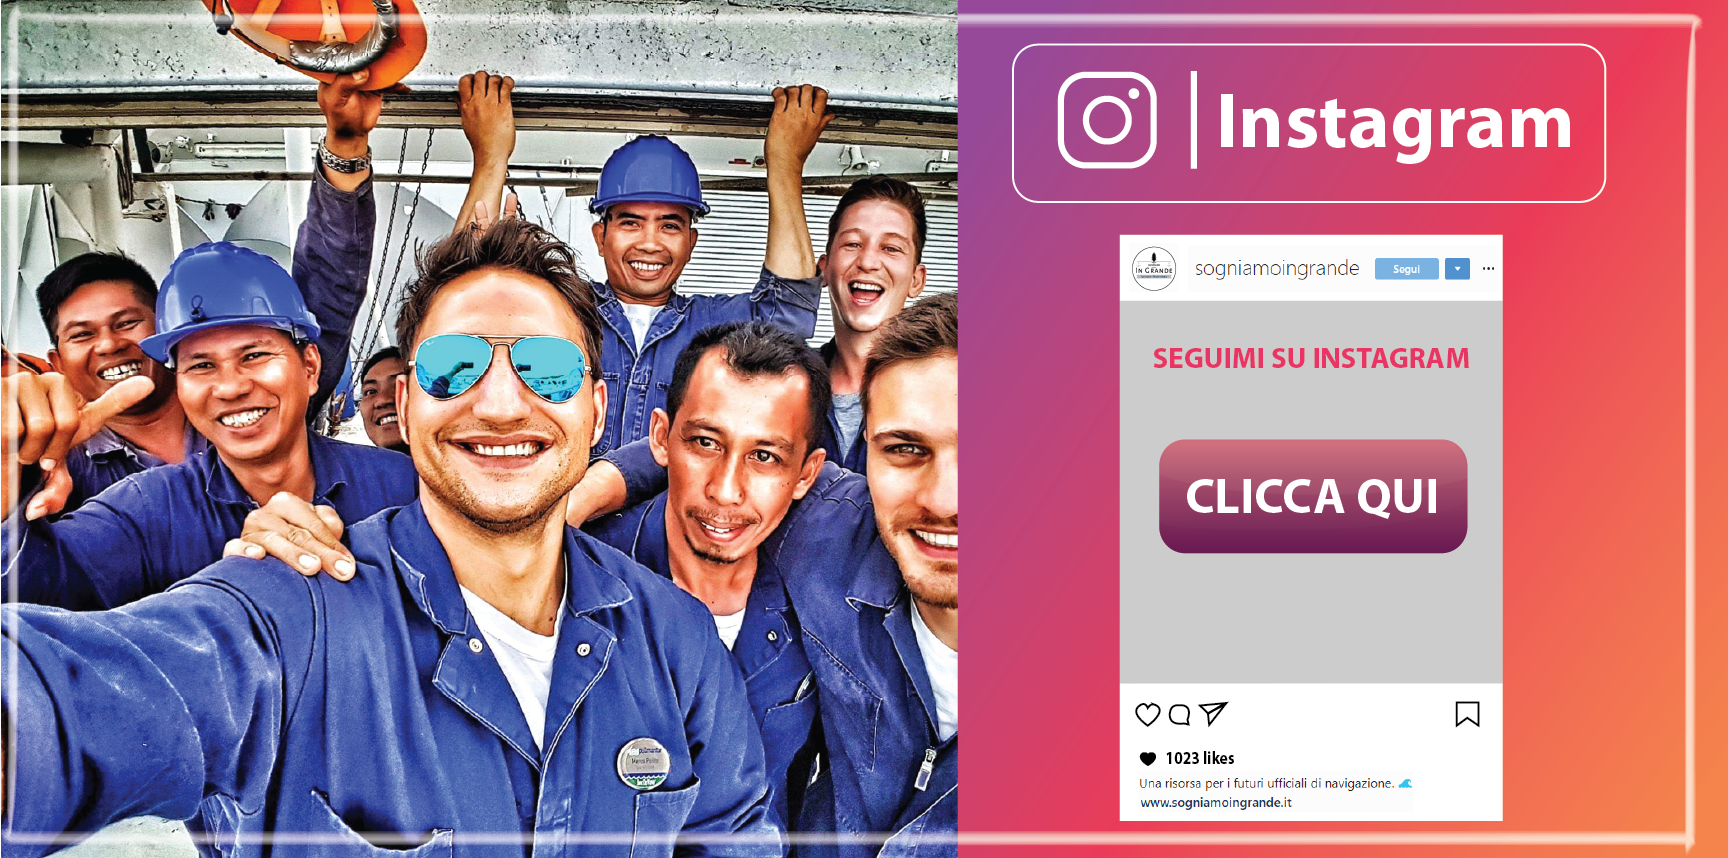 Instagram
IN GRANDE
sogniamoingrande
Segui
SEGUIMI SU INSTAGRAM
CLICCA QUI
1023 likes
Una risorsa per i futuri ufficiali di navigazione.
www.sogniamoingrande.it